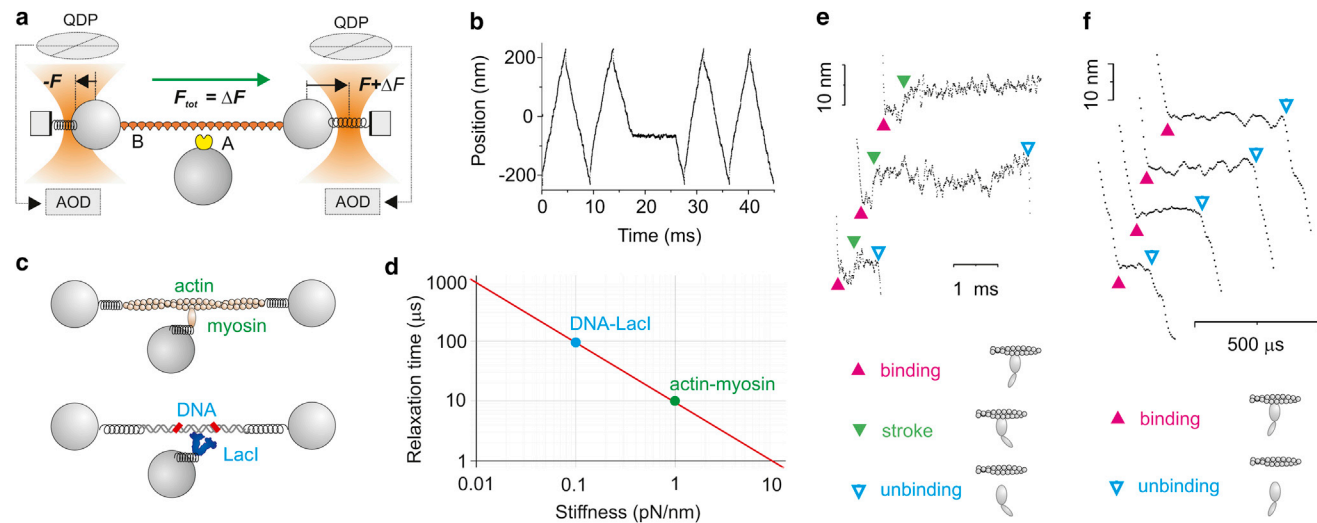 a
QDP
QDP
-F
F+ΔF
F_tot = ΔF
B
A
AOD
AOD
b
Position (nm)
200
100
0
-200
0
10
20
30
40
Time (ms)
c
actin
myosin
DNA
LacI
d
Relaxation time (µs)
1000
100
10
1
DNA-LacI
actin-myosin
0.01
0.1
1
10
Stiffness (pN/nm)
e
10 nm
1 ms
binding
stroke
unbinding
f
10 nm
500 µs
binding
unbinding